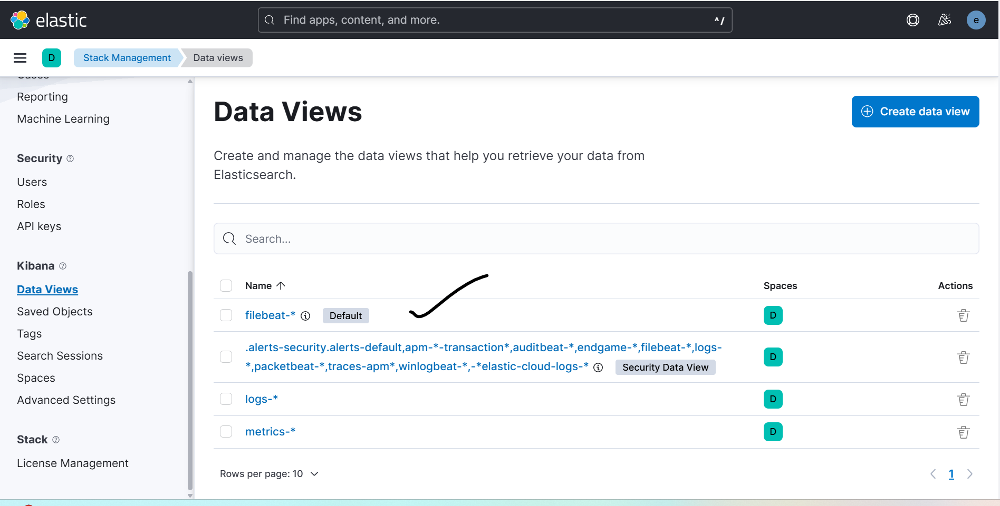 elastic
Find apps, content, and more.
^/
e
D
Stack Management
Data views
Cases
Reporting
Machine Learning
Security
Users
Roles
API keys
Kibana
Data Views
Saved Objects
Tags
Search Sessions
Spaces
Advanced Settings
Stack
License Management
Data Views
Create data view
Create and manage the data views that help you retrieve your data from
Elasticsearch.
Search...
Name Spaces Actions
filebeat-* Default D
.alerts-security.alerts-default,apm-*-transaction*,auditbeat-*,endgame-*,filebeat-*,logs-
*,packetbeat-*,traces-apm*,winlogbeat-*,-*elastic-cloud-logs-* Security Data View D
logs-* D
metrics-* D
Rows per page: 10
1